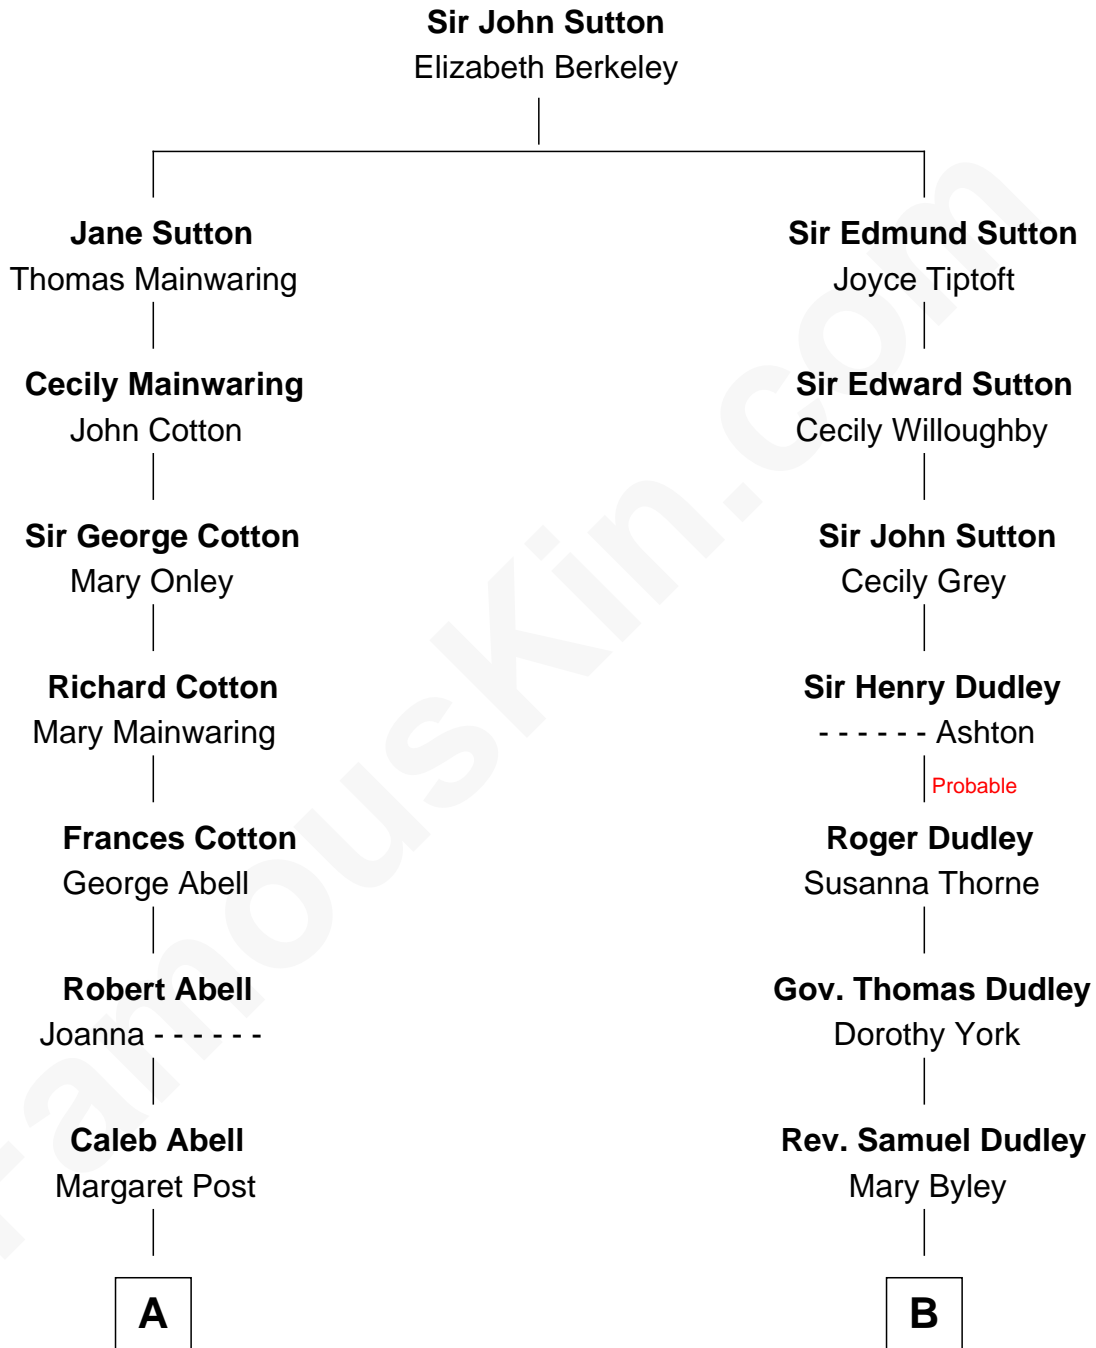 Sir John Sutton
Elizabeth Berkeley
Jane Sutton
Thomas Mainwaring
Sir Edmund Sutton
Joyce Tiptoft
Cecily Mainwaring
John Cotton
Sir Edward Sutton
Cecily Willoughby
Sir George Cotton
Mary Onley
Sir John Sutton
Cecily Grey
Richard Cotton
Mary Mainwaring
Sir Henry Dudley
- - - - - - Ashton
Probable
Frances Cotton
George Abell
Roger Dudley
Susanna Thorne
Robert Abell
Joanna - - - - - -
Gov. Thomas Dudley
Dorothy York
Caleb Abell
Margaret Post
Rev. Samuel Dudley
Mary Byley
A
B
FamousKin.com